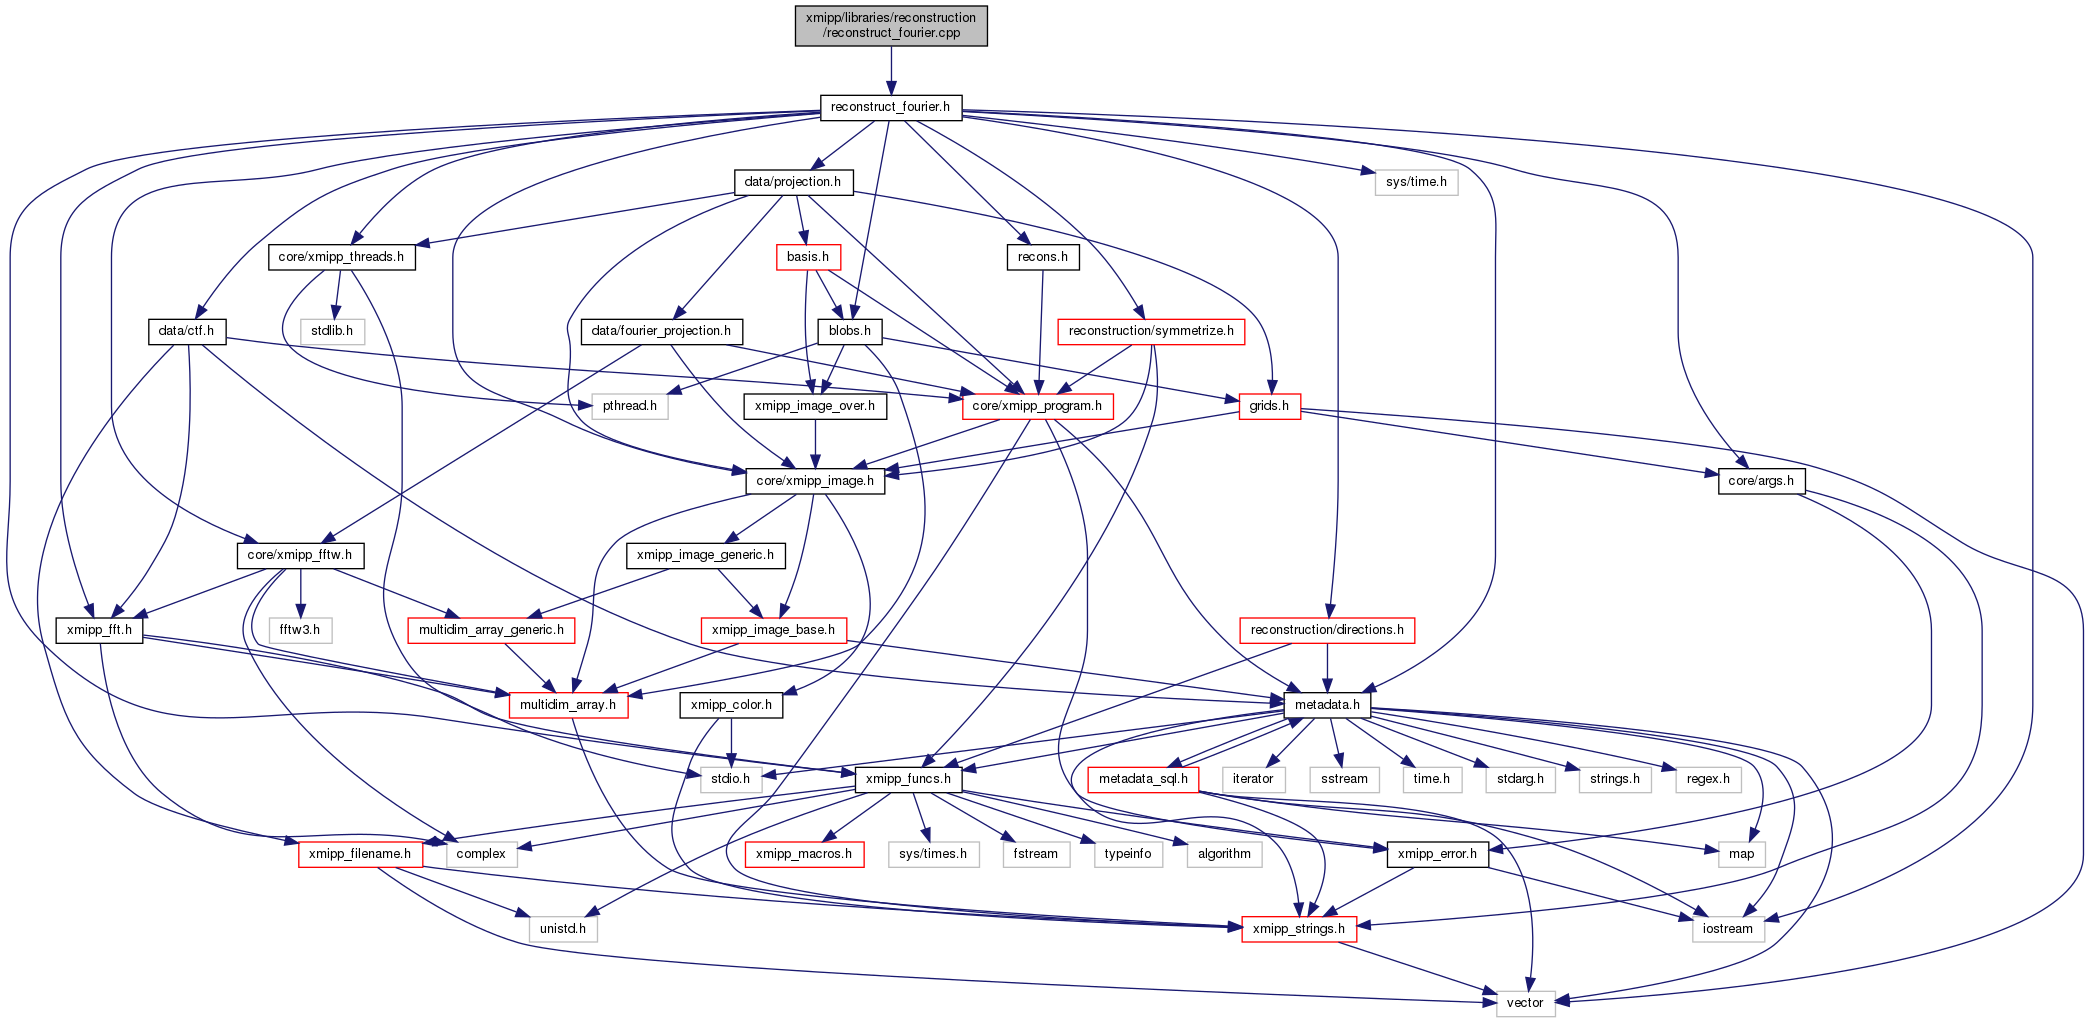 xmipp/libraries/reconstruction
/reconstruct_fourier.cpp
reconstruct_fourier.h
data/projection.h
sys/time.h
core/xmipp_threads.h
basis.h
recons.h
stdlib.h
data/ctf.h
data/fourier_projection.h
blobs.h
reconstruction/symmetrize.h
pthread.h
xmipp_image_over.h
core/xmipp_program.h
grids.h
core/xmipp_image.h
core/args.h
core/xmipp_fftw.h
xmipp_image_generic.h
xmipp_fft.h
fftw3.h
multidim_array_generic.h
xmipp_image_base.h
reconstruction/directions.h
multidim_array.h
xmipp_color.h
metadata.h
stdio.h
xmipp_funcs.h
metadata_sql.h
iterator
sstream
time.h
stdarg.h
strings.h
regex.h
xmipp_filename.h
complex
xmipp_macros.h
sys/times.h
fstream
typeinfo
algorithm
xmipp_error.h
map
unistd.h
xmipp_strings.h
iostream
vector